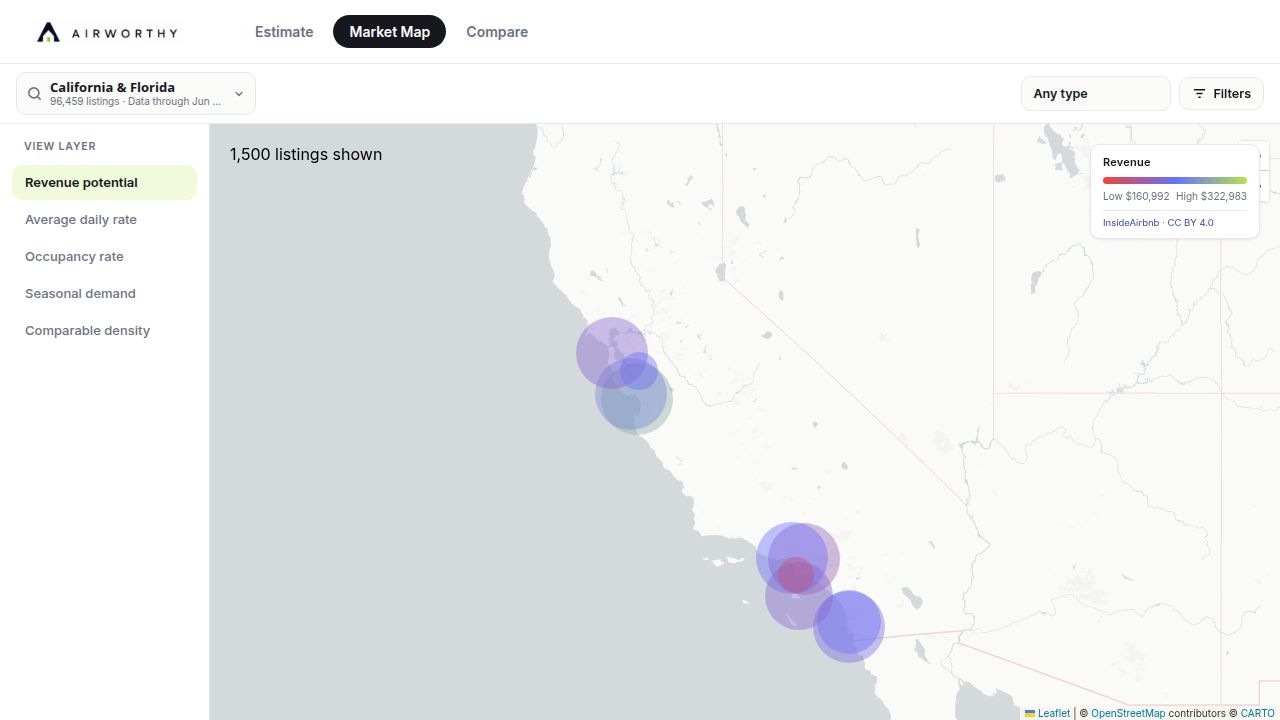 AIRWORTHY
Estimate
Market Map
Compare
California & Florida
96,459 listings · Data through Jun ...
Any type
Filters
VIEW LAYER
Revenue potential
Average daily rate
Occupancy rate
Seasonal demand
Comparable density
1,500 listings shown
Revenue
Low $160,992 High $322,983
InsideAirbnb · CC BY 4.0
Leaflet | © OpenStreetMap contributors © CARTO